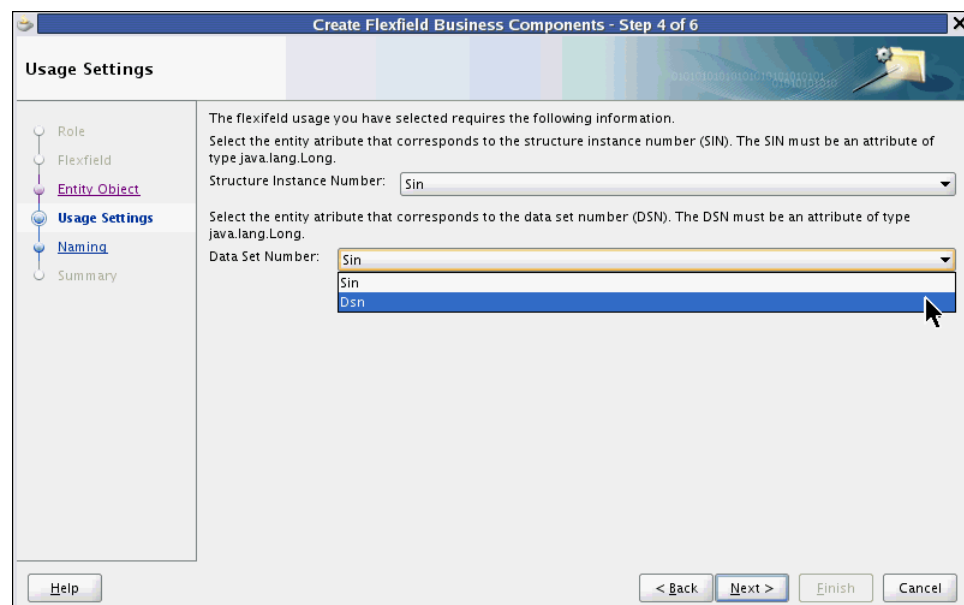 Create Flexfield Business Components - Step 4 of 6
Usage Settings
Role
Flexfield
Entity Object
Usage Settings
Naming
Summary
The flexifeld usage you have selected requires the following information.
Select the entity atribute that corresponds to the structure instance number (SIN). The SIN must be an attribute of
type java.lang.Long.
Structure Instance Number: Sin
Select the entity atribute that corresponds to the data set number (DSN). The DSN must be an attribute of type
java.lang.Long.
Data Set Number: Sin
Sin
Dsn
Help
< Back Next > Finish Cancel